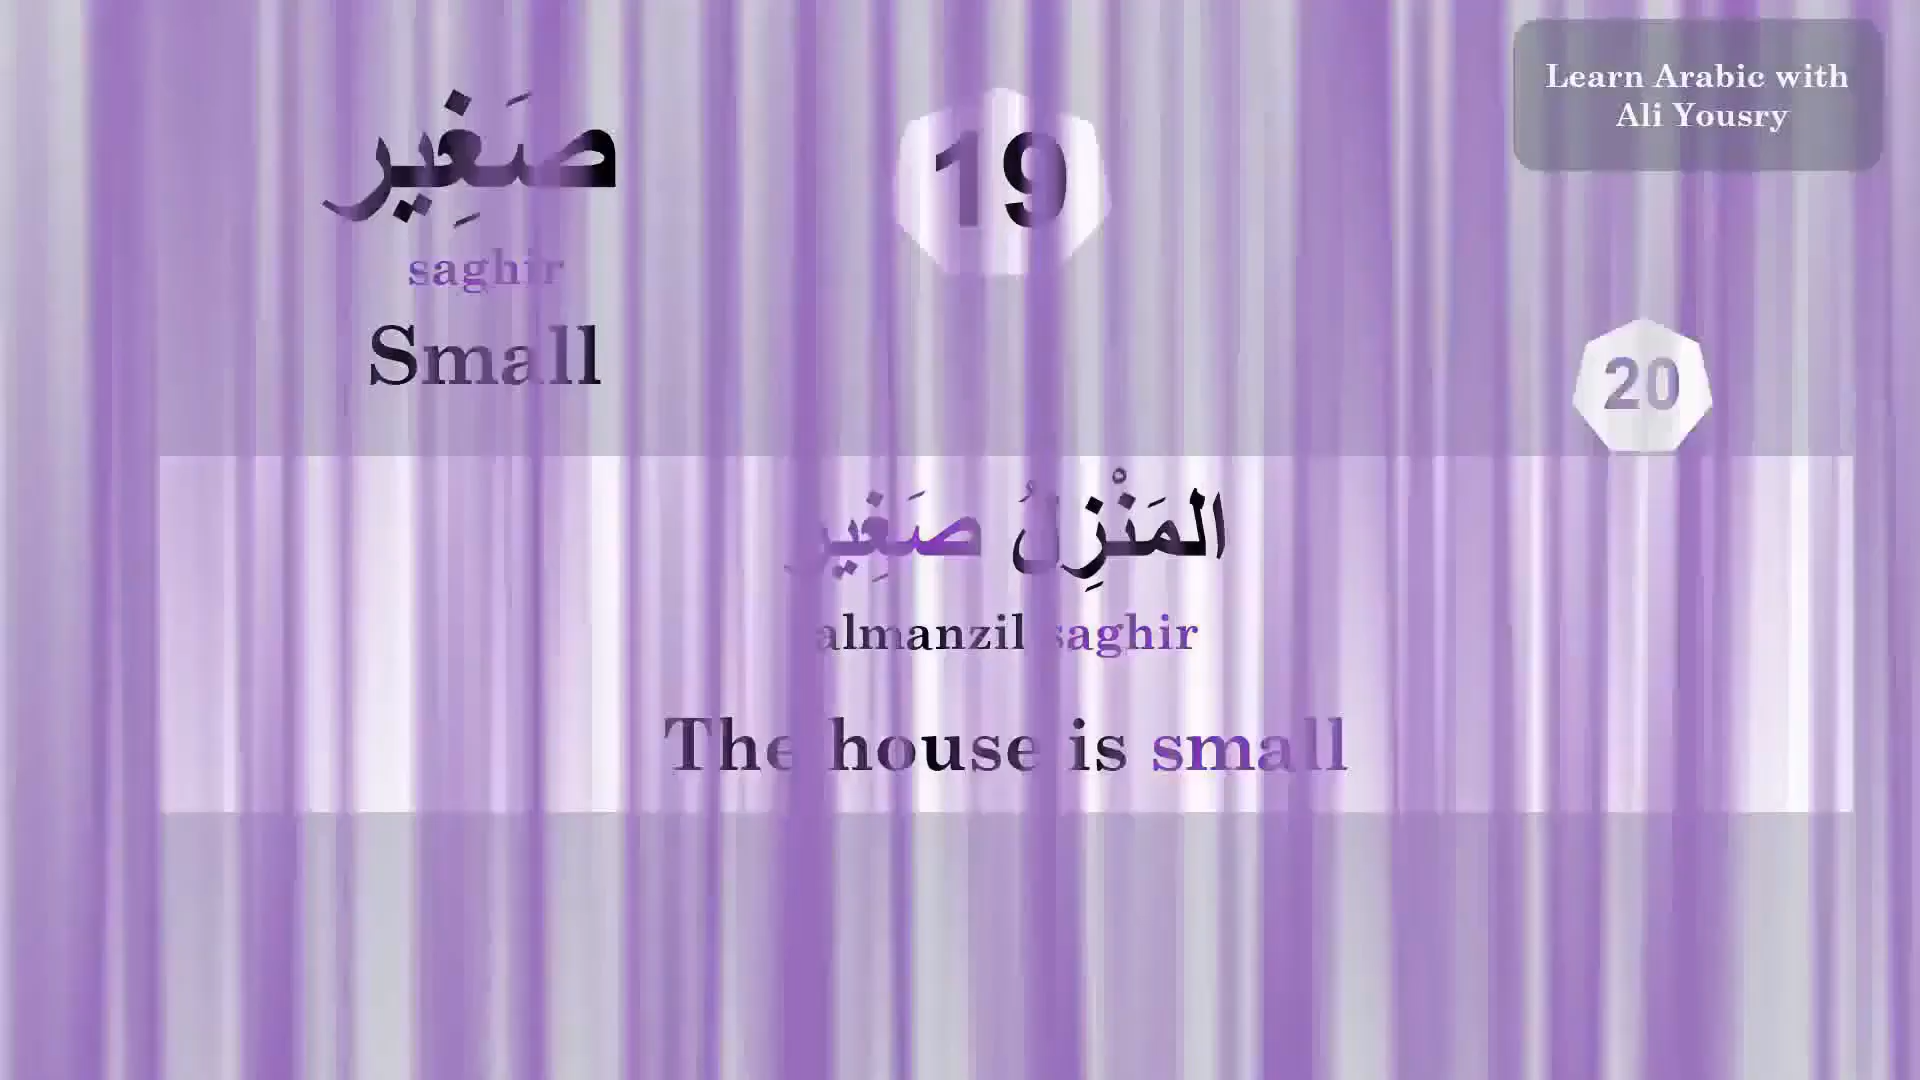 صَغِير
saghir
Small
19
Learn Arabic with
Ali Yousry
20
المَنْزِلُ صَغِير
almanzil saghir
The house is small